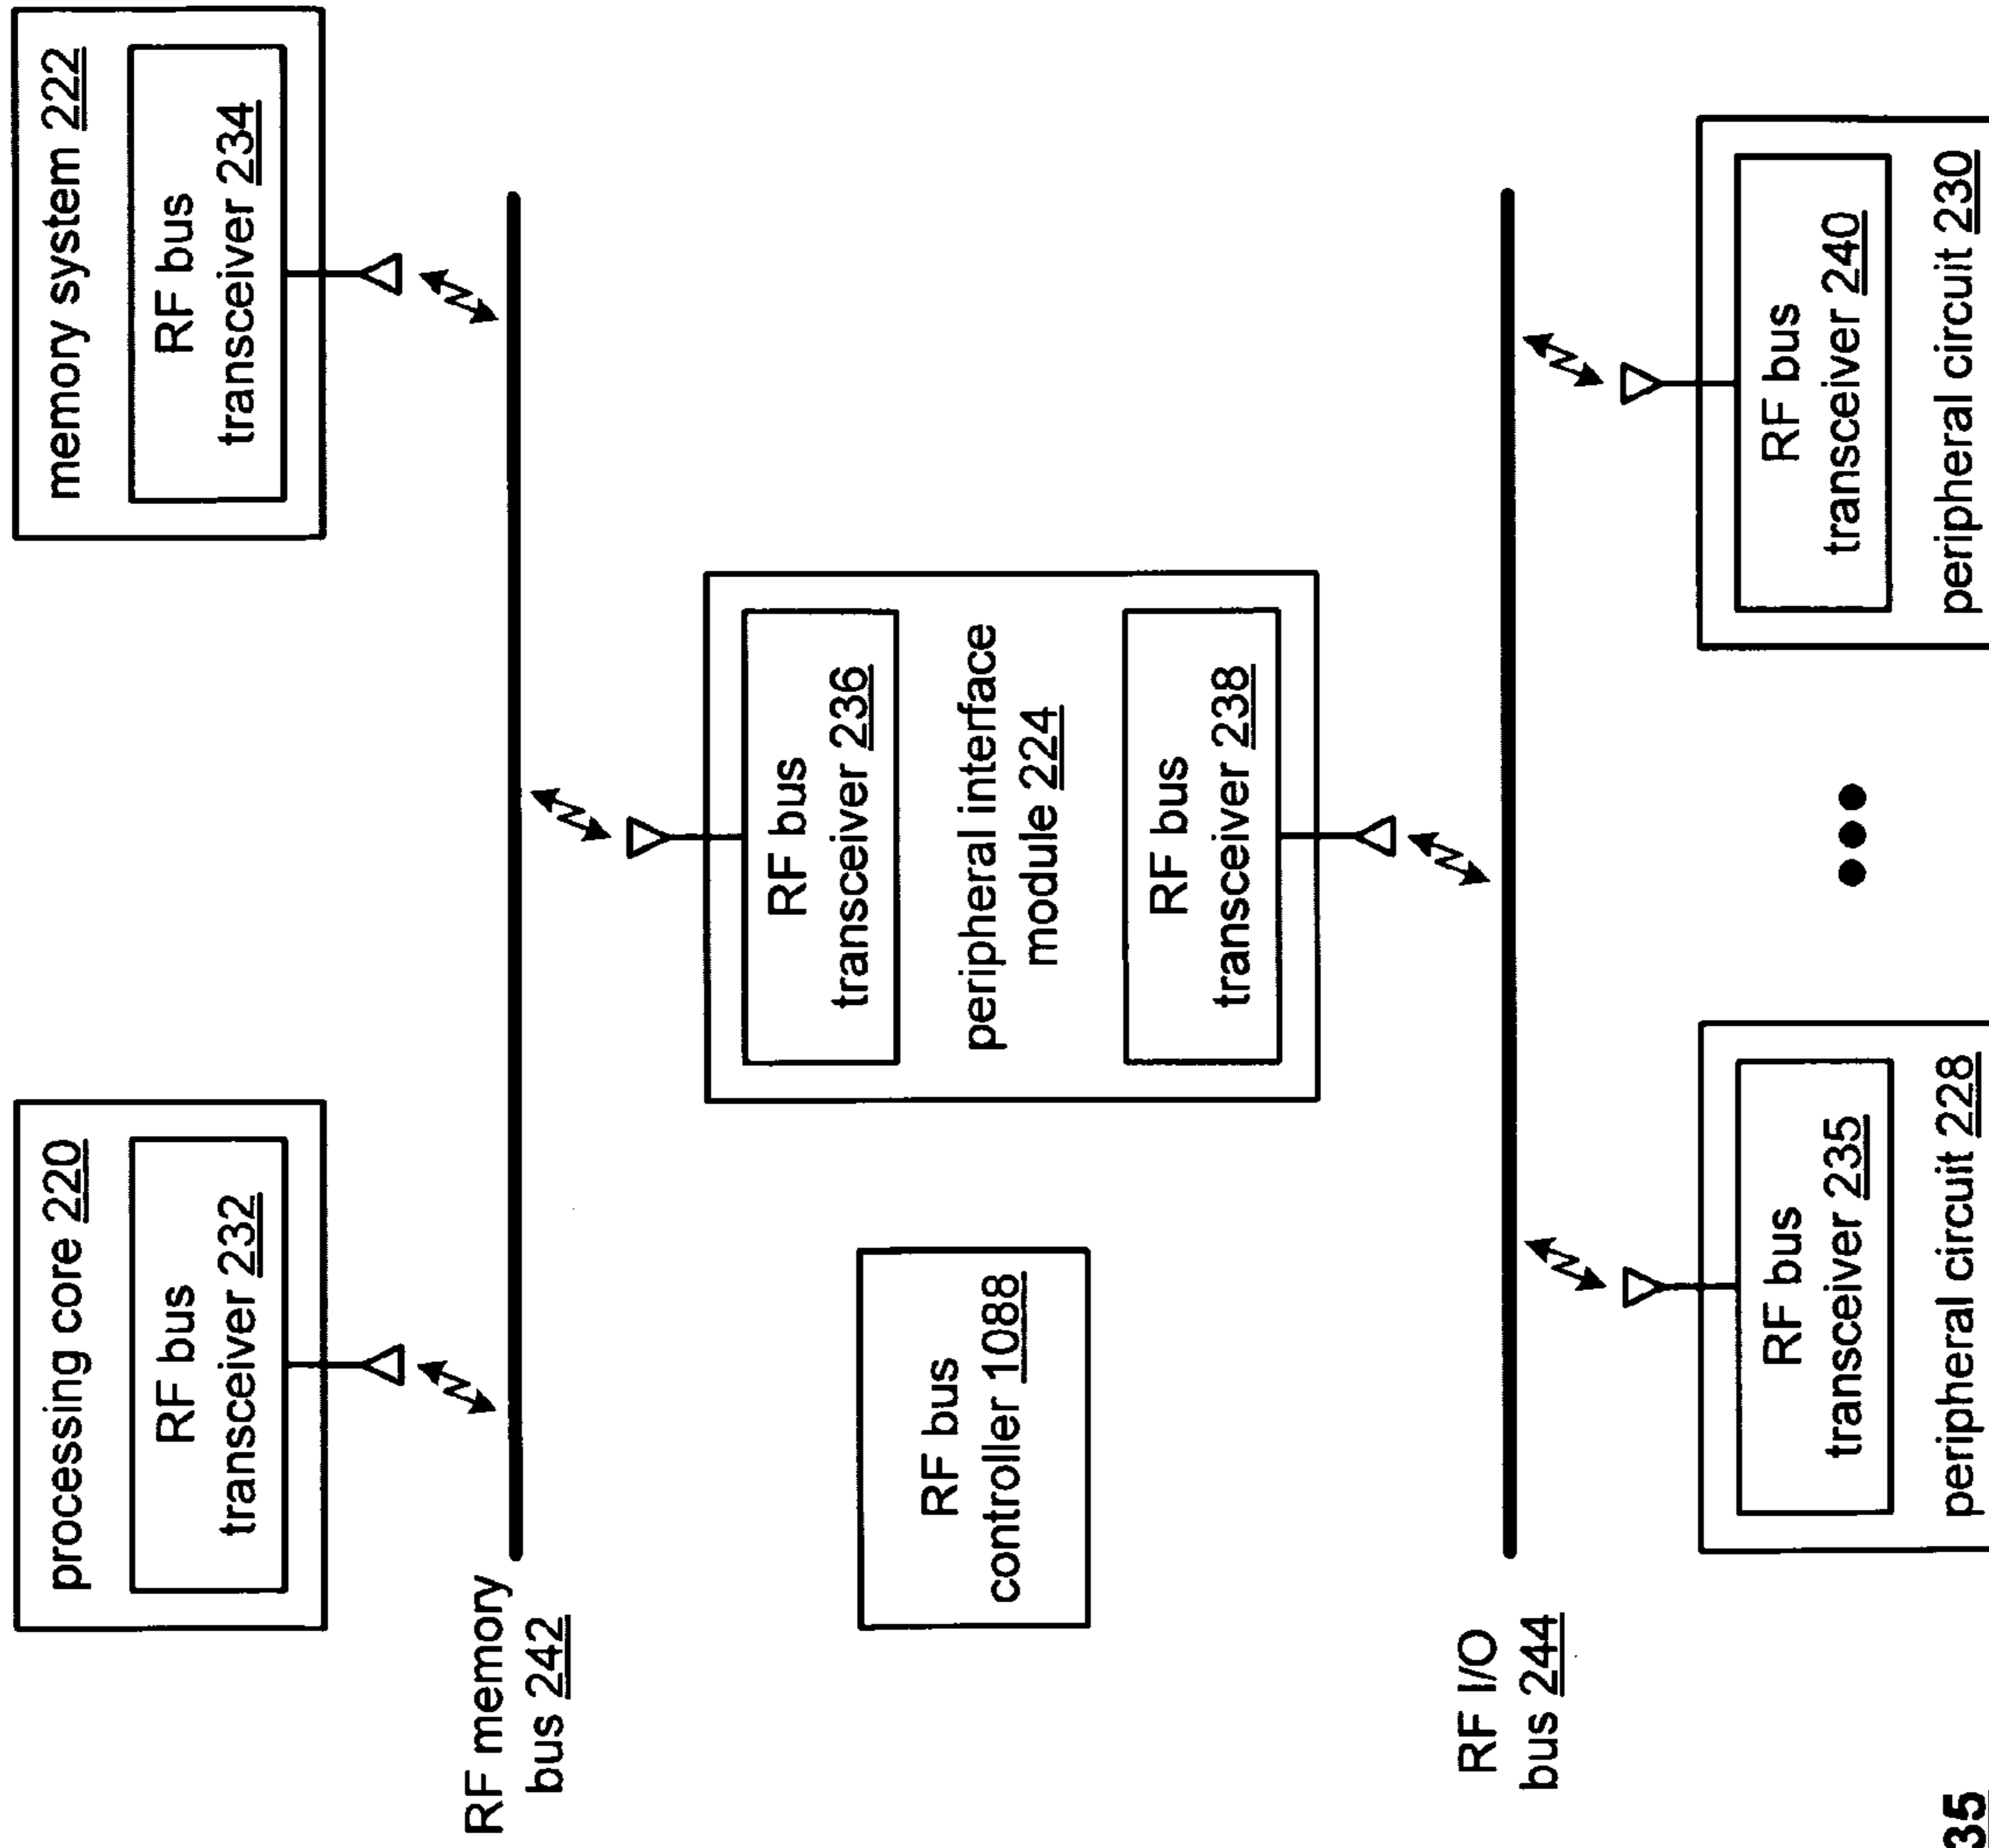 processing core 220
RF bus
transceiver 232
memory system 222
RF bus
transceiver 234
RF memory
bus 242
RF bus
transceiver 236
peripheral interface
module 224
RF bus
transceiver 238
RF bus
controller 1088
RF I/O
bus 244
RF bus
transceiver 235
peripheral circuit 228
RF bus
transceiver 240
peripheral circuit 230
35